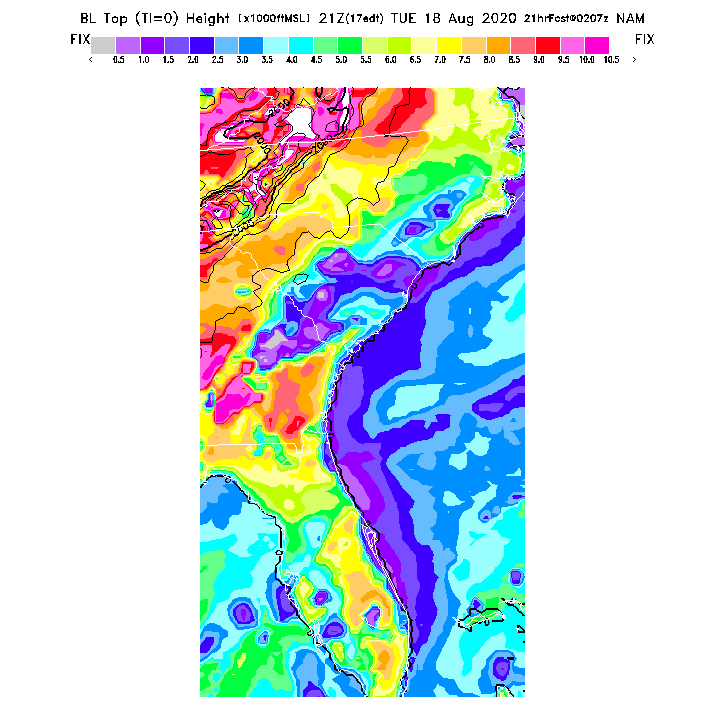 BL Top (TI=0) Height [x1000ftMSL] 21Z(17edt) TUE 18 Aug 2020 21hrFcst@0207z NAM
FIX FIX
< 0.5 1.0 1.5 2.0 2.5 3.0 3.5 4.5 5.0 5.5 6.0 6.5 7.0 7.5 8.0 8.5 9.0 9.5 10.0 10.5 >